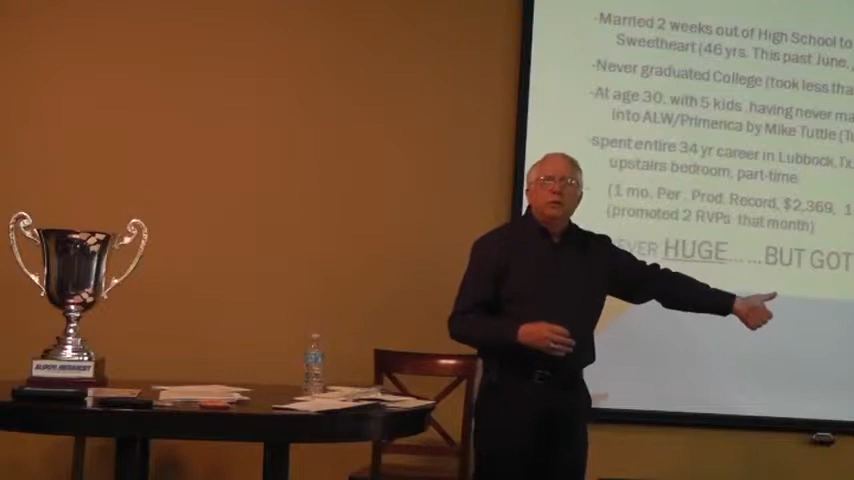 -Married 2 weeks out of High School to
Sweetheart (46 yrs. This past June,
-Never graduated College (took less tha
-At age 30, with 5 kids, having never ma
into ALW/Primerica by Mike Tuttle (T
-spent entire 34 yr. career in Lubbock, Tx
upstairs bedroom, part-time.
(1 mo. Per. Prod. Record, $2,369, 1
(promoted 2 RVPs that month)
EVER HUGE......BUT GOT